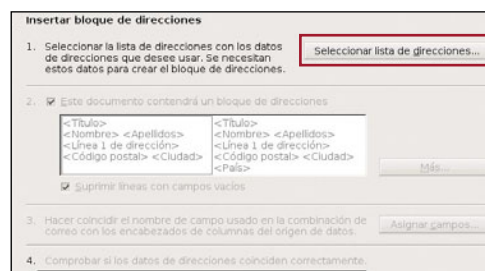 Insertar bloque de direcciones
1. Seleccionar la lista de direcciones con los datos
de direcciones que desee usar. Se necesitan
estos datos para crear el bloque de direcciones.
Seleccionar lista de direcciones...
2. Este documento contendrá un bloque de direcciones
<Título>
<Nombre> <Apellidos>
<Línea 1 de dirección>
<Código postal> <Ciudad>
<Título>
<Nombre> <Apellidos>
<Línea 1 de dirección>
<Código postal> <Ciudad>
<País>
Más...
Suprimir líneas con campos vacíos
3. Hacer coincidir el nombre de campo usado en la combinación de
correo con los encabezados de columnas del origen de datos.
Asignar campos...
4. Comprobar si los datos de direcciones coinciden correctamente.